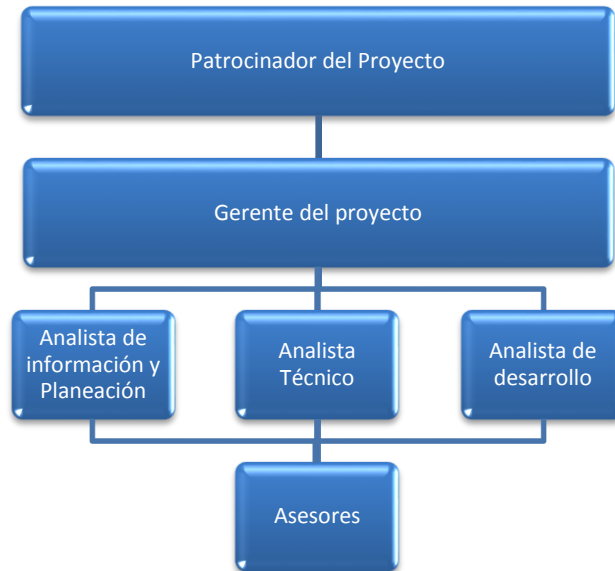 Patrocinador del Proyecto
Gerente del proyecto
Analista de
información y
Planeación
Analista
Técnico
Analista de
desarrollo
Asesores